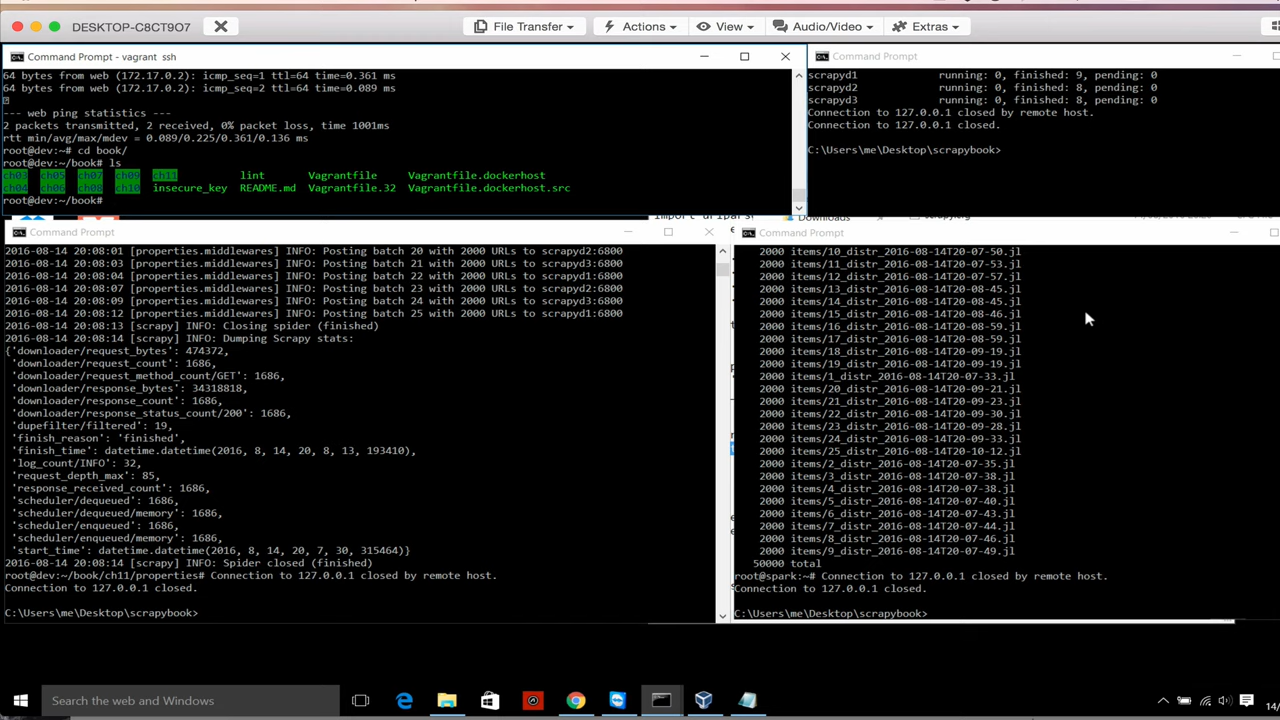 DESKTOP-C8CT9O7
File Transfer
Actions
View
Audio/Video
Extras
Command Prompt - vagrant ssh
64 bytes from web (172.17.0.2): icmp_seq=1 ttl=64 time=0.361 ms
64 bytes from web (172.17.0.2): icmp_seq=2 ttl=64 time=0.089 ms
--- web ping statistics ---
2 packets transmitted, 2 received, 0% packet loss, time 1001ms
rtt min/avg/max/mdev = 0.089/0.225/0.361/0.136 ms
root@dev:~# cd book/
root@dev:~/book# ls
ch03 ch05 ch07 ch09 ch11 lint Vagrantfile Vagrantfile.dockerhost
ch04 ch06 ch08 ch10 insecure_key README.md Vagrantfile.32 Vagrantfile.dockerhost.src
root@dev:~/book#
Command Prompt
scrapyd1 running: 0, finished: 9, pending: 0
scrapyd2 running: 0, finished: 8, pending: 0
scrapyd3 running: 0, finished: 8, pending: 0
Connection to 127.0.0.1 closed by remote host.
Connection to 127.0.0.1 closed.
C:\Users\me\Desktop\scrapybook>
Downloads
Command Prompt
2016-08-14 20:08:01 [properties.middlewares] INFO: Posting batch 20 with 2000 URLs to scrapyd2:6800
2016-08-14 20:08:03 [properties.middlewares] INFO: Posting batch 21 with 2000 URLs to scrapyd3:6800
2016-08-14 20:08:04 [properties.middlewares] INFO: Posting batch 22 with 2000 URLs to scrapyd1:6800
2016-08-14 20:08:07 [properties.middlewares] INFO: Posting batch 23 with 2000 URLs to scrapyd2:6800
2016-08-14 20:08:09 [properties.middlewares] INFO: Posting batch 24 with 2000 URLs to scrapyd3:6800
2016-08-14 20:08:12 [properties.middlewares] INFO: Posting batch 25 with 2000 URLs to scrapyd1:6800
2016-08-14 20:08:13 [scrapy] INFO: Closing spider (finished)
2016-08-14 20:08:14 [scrapy] INFO: Dumping Scrapy stats:
{'downloader/request_bytes': 474372,
'downloader/request_count': 1686,
'downloader/request_method_count/GET': 1686,
'downloader/response_bytes': 34318818,
'downloader/response_count': 1686,
'downloader/response_status_count/200': 1686,
'dupefilter/filtered': 19,
'finish_reason': 'finished',
'finish_time': datetime.datetime(2016, 8, 14, 20, 8, 13, 193410),
'log_count/INFO': 32,
'request_depth_max': 85,
'response_received_count': 1686,
'scheduler/dequeued': 1686,
'scheduler/dequeued/memory': 1686,
'scheduler/enqueued': 1686,
'scheduler/enqueued/memory': 1686,
'start_time': datetime.datetime(2016, 8, 14, 20, 7, 30, 315464)}
2016-08-14 20:08:14 [scrapy] INFO: Spider closed (finished)
root@dev:~/book/ch11/properties# Connection to 127.0.0.1 closed by remote host.
Connection to 127.0.0.1 closed.
C:\Users\me\Desktop\scrapybook>
Command Prompt
2000 items/10_distr_2016-08-14T20-07-50.jl
2000 items/11_distr_2016-08-14T20-07-53.jl
2000 items/12_distr_2016-08-14T20-07-57.jl
2000 items/13_distr_2016-08-14T20-08-45.jl
2000 items/14_distr_2016-08-14T20-08-45.jl
2000 items/15_distr_2016-08-14T20-08-46.jl
2000 items/16_distr_2016-08-14T20-08-59.jl
2000 items/17_distr_2016-08-14T20-08-59.jl
2000 items/18_distr_2016-08-14T20-09-19.jl
2000 items/19_distr_2016-08-14T20-09-19.jl
2000 items/1_distr_2016-08-14T20-07-33.jl
2000 items/20_distr_2016-08-14T20-09-21.jl
2000 items/21_distr_2016-08-14T20-09-23.jl
2000 items/22_distr_2016-08-14T20-09-30.jl
2000 items/23_distr_2016-08-14T20-09-28.jl
2000 items/24_distr_2016-08-14T20-09-33.jl
2000 items/25_distr_2016-08-14T20-10-12.jl
2000 items/2_distr_2016-08-14T20-07-35.jl
2000 items/3_distr_2016-08-14T20-07-38.jl
2000 items/4_distr_2016-08-14T20-07-38.jl
2000 items/5_distr_2016-08-14T20-07-40.jl
2000 items/6_distr_2016-08-14T20-07-43.jl
2000 items/7_distr_2016-08-14T20-07-44.jl
2000 items/8_distr_2016-08-14T20-07-46.jl
2000 items/9_distr_2016-08-14T20-07-49.jl
50000 total
root@spark:~# Connection to 127.0.0.1 closed by remote host.
Connection to 127.0.0.1 closed.
C:\Users\me\Desktop\scrapybook>
Search the web and Windows